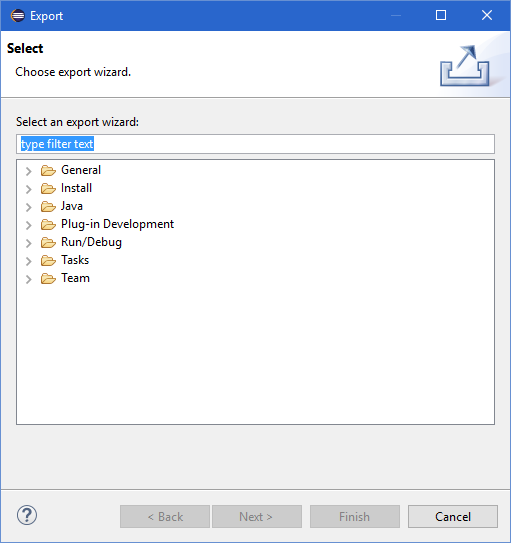 Export
Select
Choose export wizard.
Select an export wizard:
type filter text
General
Install
Java
Plug-in Development
Run/Debug
Tasks
Team
?
< Back
Next >
Finish
Cancel